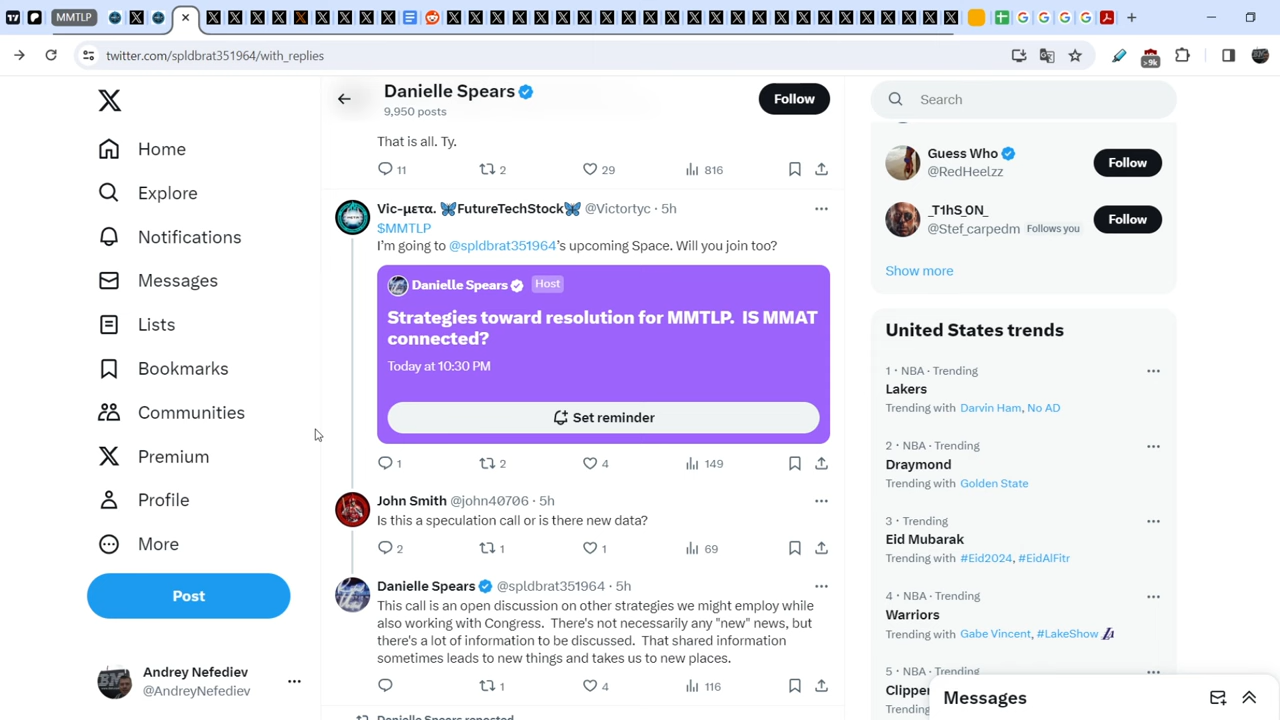 MMTLP
twitter.com/spldbrat351964/with_replies
>9k
Home
Explore
Notifications
Messages
Lists
Bookmarks
Communities
Premium
Profile
More
Post
Andrey Nefediev
@AndreyNefediev
Danielle Spears
9,950 posts
Follow
That is all. Ty.
11 2 29 816
Vic-μετα. 🦋FutureTechStock🦋 @Victortyc · 5h
$MMTLP
I’m going to @spldbrat351964’s upcoming Space. Will you join too?
Danielle Spears Host
Strategies toward resolution for MMTLP. IS MMAT
connected?
Today at 10:30 PM
Set reminder
1 2 4 149
John Smith @john40706 · 5h
Is this a speculation call or is there new data?
2 1 1 69
Danielle Spears @spldbrat351964 · 5h
This call is an open discussion on other strategies we might employ while
also working with Congress. There's not necessarily any "new" news, but
there's a lot of information to be discussed. That shared information
sometimes leads to new things and takes us to new places.
1 4 116
Danielle Spears reposted
Search
Guess Who
@RedHeelzz
Follow
_T1hS_0N_
@Stef_carpedm Follows you
Follow
Show more
United States trends
1 · NBA · Trending
Lakers
Trending with Darvin Ham, No AD
2 · NBA · Trending
Draymond
Trending with Golden State
3 · Trending
Eid Mubarak
Trending with #Eid2024, #EidAlFitr
4 · NBA · Trending
Warriors
Trending with Gabe Vincent, #LakeShow
5 · NBA · Trending
Clipper
Trending
Messages